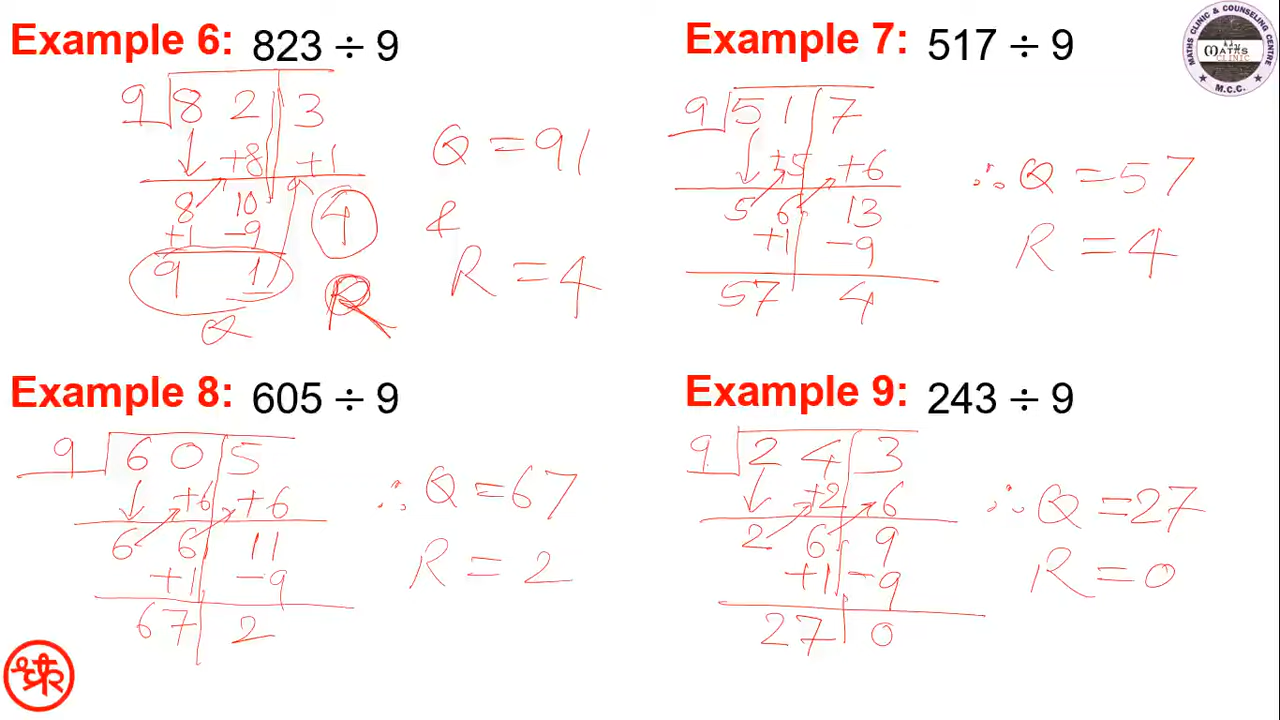 Example 6: 823 ÷ 9
9 8 2 3
+8 +1
8 10 4
+1 -9
9 1
Q R
Q = 91
&
R = 4
Example 7: 517 ÷ 9
9 5 1 7
+5 +6
5 6 13
+1 -9
57 4
∴ Q = 57
R = 4
MATHS CLINIC & COUNSELING CENTRE
MATHS
CLINIC
M.C.C.
Example 8: 605 ÷ 9
9 6 0 5
+6 +6
6 6 11
+1 -9
67 2
∴ Q = 67
R = 2
Example 9: 243 ÷ 9
9 2 4 3
+2 6
2 6 9
+1 -9
27 0
∴ Q = 27
R = 0
श्री